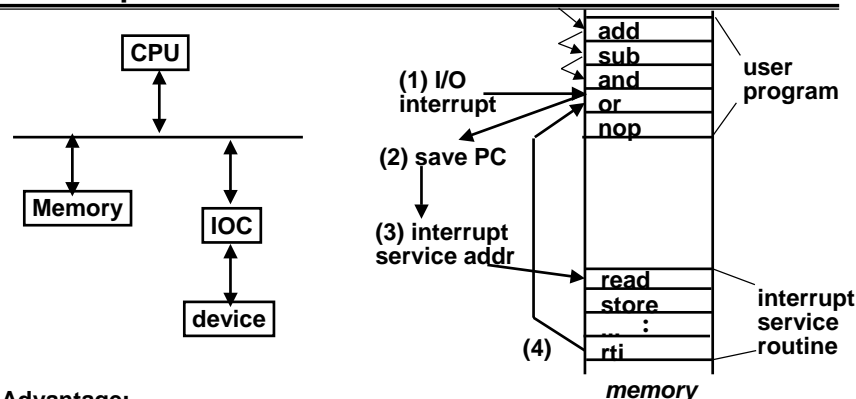 CPU
Memory
IOC
device
(1) I/O
interrupt
(2) save PC
(3) interrupt
service addr
(4)
add
sub
and
or
nop
user
program
read
store
... :
rti
interrupt
service
routine
memory
Advantage: